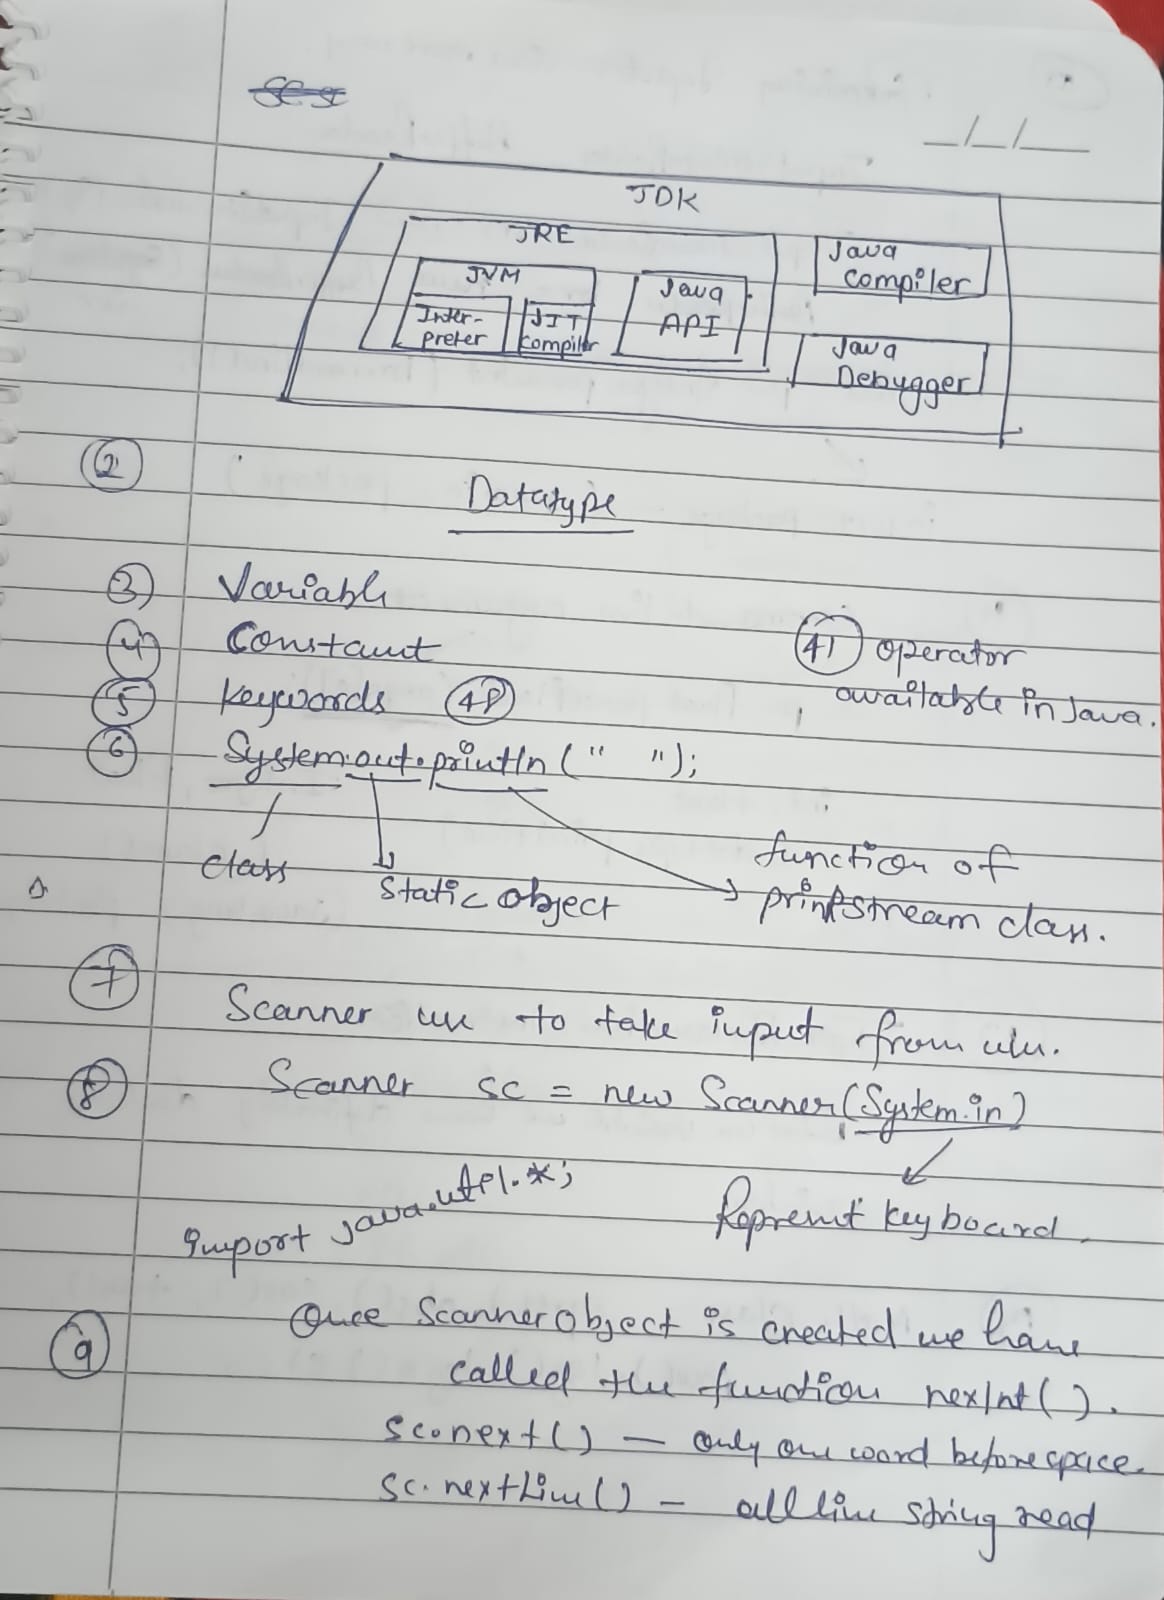 JDK
JRE
JVM
Inter-
preter
JIT
compiler
Java
API
Java
compiler
Java
Debugger
②
Datatype
③ Variable
④ Constant
㊶ operator
available in Java.
⑤ keywords ㊽
⑥ System.out.println(" ");
class
static object
function of
printstream class.
⑦
Scanner use to take input from user.
⑧ Scanner sc = new Scanner(System.in)
import java.util.*;
Represent keyboard.
⑨ Once Scanner object is created we have
called the function nexInt().
sc.next() – only one word before space.
sc.nextLine() – all line string read